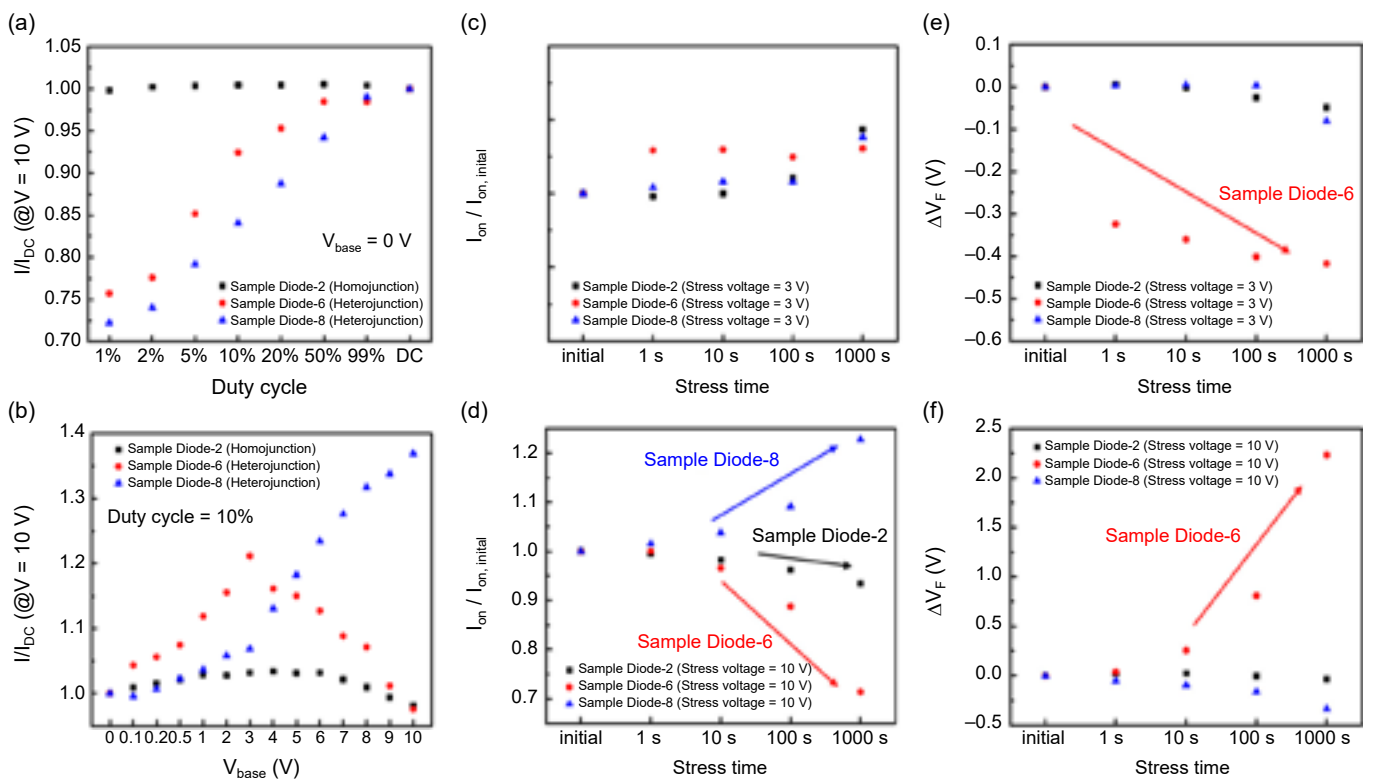 (a)
1.05
1.00
0.95
0.90
0.85
0.80
0.75
0.70
I/I_DC (@V = 10 V)
V_base = 0 V
Sample Diode-2 (Homojunction)
Sample Diode-6 (Heterojunction)
Sample Diode-8 (Heterojunction)
1% 2% 5% 10% 20% 50% 99% DC
Duty cycle
(c)
I_on / I_on, inital
Sample Diode-2 (Stress voltage = 3 V)
Sample Diode-6 (Stress voltage = 3 V)
Sample Diode-8 (Stress voltage = 3 V)
initial 1 s 10 s 100 s 1000 s
Stress time
(e)
0.1
0.0
−0.1
−0.2
−0.3
−0.4
−0.5
−0.6
ΔV_F (V)
Sample Diode-6
Sample Diode-2 (Stress voltage = 3 V)
Sample Diode-6 (Stress voltage = 3 V)
Sample Diode-8 (Stress voltage = 3 V)
initial 1 s 10 s 100 s 1000 s
Stress time
(b)
1.4
1.3
1.2
1.1
1.0
I/I_DC (@V = 10 V)
Sample Diode-2 (Homojunction)
Sample Diode-6 (Heterojunction)
Sample Diode-8 (Heterojunction)
Duty cycle = 10%
0 0.10.20.5 1 2 3 4 5 6 7 8 9 10
V_base (V)
(d)
1.2
1.1
1.0
0.9
0.8
0.7
I_on / I_on, inital
Sample Diode-8
Sample Diode-2
Sample Diode-6
Sample Diode-2 (Stress voltage = 10 V)
Sample Diode-6 (Stress voltage = 10 V)
Sample Diode-8 (Stress voltage = 10 V)
initial 1 s 10 s 100 s 1000 s
Stress time
(f)
2.5
2.0
1.5
1.0
0.5
0.0
−0.5
ΔV_F (V)
Sample Diode-2 (Stress voltage = 10 V)
Sample Diode-6 (Stress voltage = 10 V)
Sample Diode-8 (Stress voltage = 10 V)
Sample Diode-6
initial 1 s 10 s 100 s 1000 s
Stress time